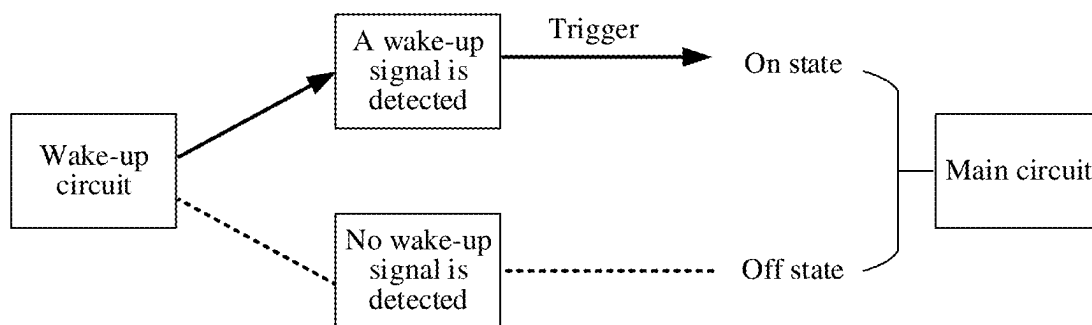 Wake-up
circuit
A wake-up
signal is
detected
Trigger
On state
No wake-up
signal is
detected
Off state
Main circuit